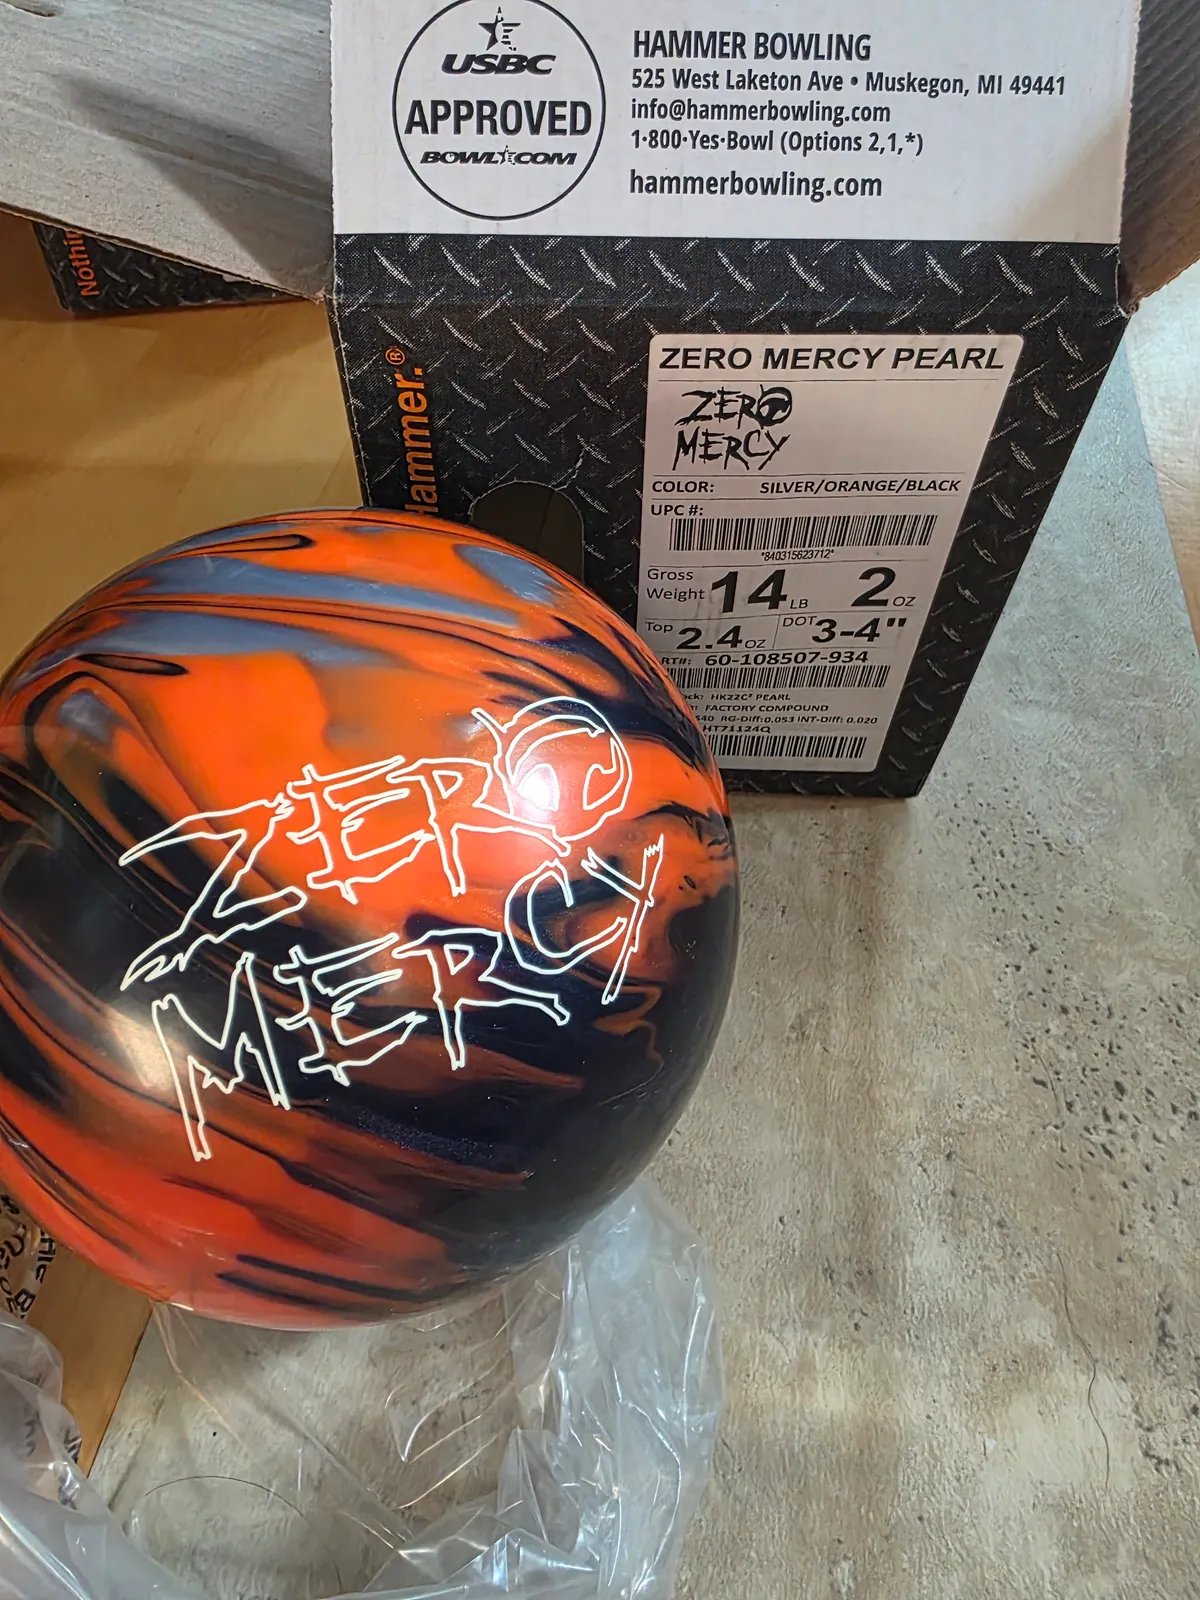 USBC
APPROVED
BOWL.COM
HAMMER BOWLING
525 West Laketon Ave • Muskegon, MI 49441
info@hammerbowling.com
1·800·Yes·Bowl (Options 2,1,*)
hammerbowling.com
Nothin
Hammer.®
ZERO MERCY PEARL
ZERO
MERCY
COLOR: SILVER/ORANGE/BLACK
UPC #:
*840315623712*
Gross
Weight 14 LB 2 OZ
Top 2.4 OZ DOT 3-4"
RT#: 60-108507-934
HK22C® PEARL
FACTORY COMPOUND
RG-Diff:0.053 INT-Diff: 0.020
HT71124Q
ZERO
MERCY